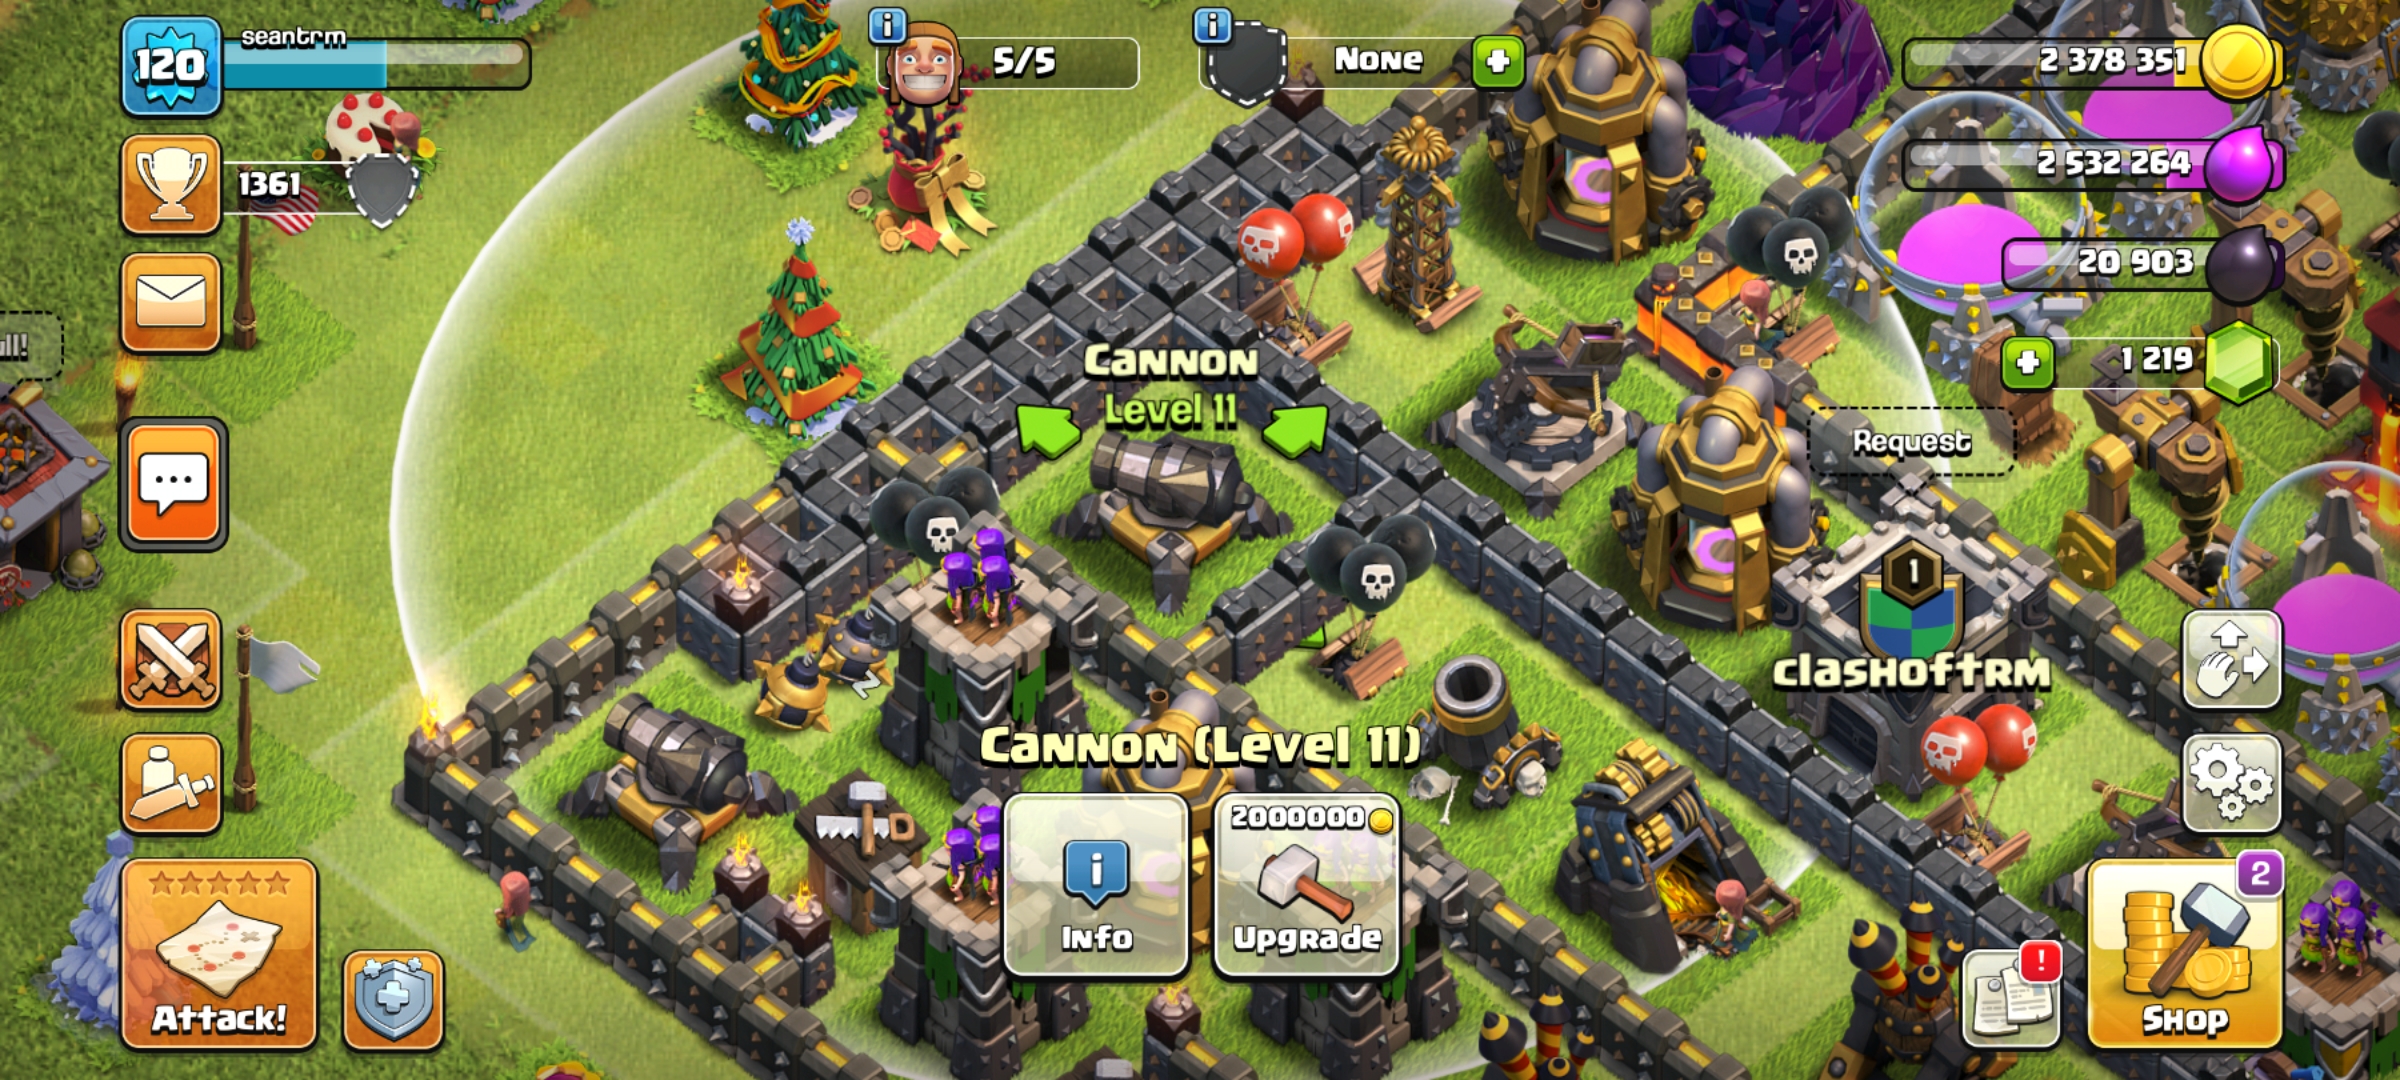 120
seantrm
5/5
None
2 378 351
1361
2 532 264
20 903
1 219
ll!
Cannon
Level 11
Request
1
clashoftRM
Cannon (Level 11)
2000000
Info
Upgrade
Attack!
2
!
Shop